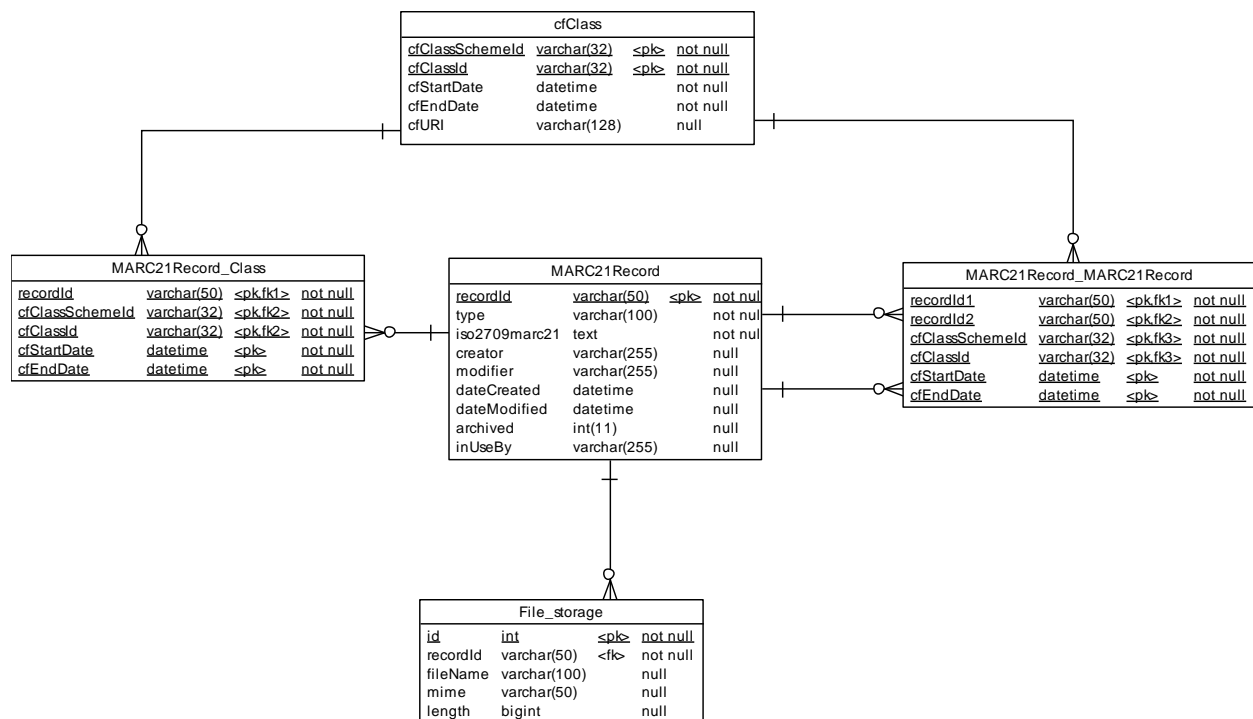 cfClass
cfClassSchemeId varchar(32) <pk> not null
cfClassId varchar(32) <pk> not null
cfStartDate datetime not null
cfEndDate datetime not null
cfURI varchar(128) null
MARC21Record_Class
recordId varchar(50) <pk,fk1> not null
cfClassSchemeId varchar(32) <pk,fk2> not null
cfClassId varchar(32) <pk,fk2> not null
cfStartDate datetime <pk> not null
cfEndDate datetime <pk> not null
MARC21Record
recordId varchar(50) <pk> not nul
type varchar(100) not nul
iso2709marc21 text not nul
creator varchar(255) null
modifier varchar(255) null
dateCreated datetime null
dateModified datetime null
archived int(11) null
inUseBy varchar(255) null
MARC21Record_MARC21Record
recordId1 varchar(50) <pk,fk1> not null
recordId2 varchar(50) <pk,fk2> not null
cfClassSchemeId varchar(32) <pk,fk3> not null
cfClassId varchar(32) <pk,fk3> not null
cfStartDate datetime <pk> not null
cfEndDate datetime <pk> not null
File_storage
id int <pk> not null
recordId varchar(50) <fk> not null
fileName varchar(100) null
mime varchar(50) null
length bigint null